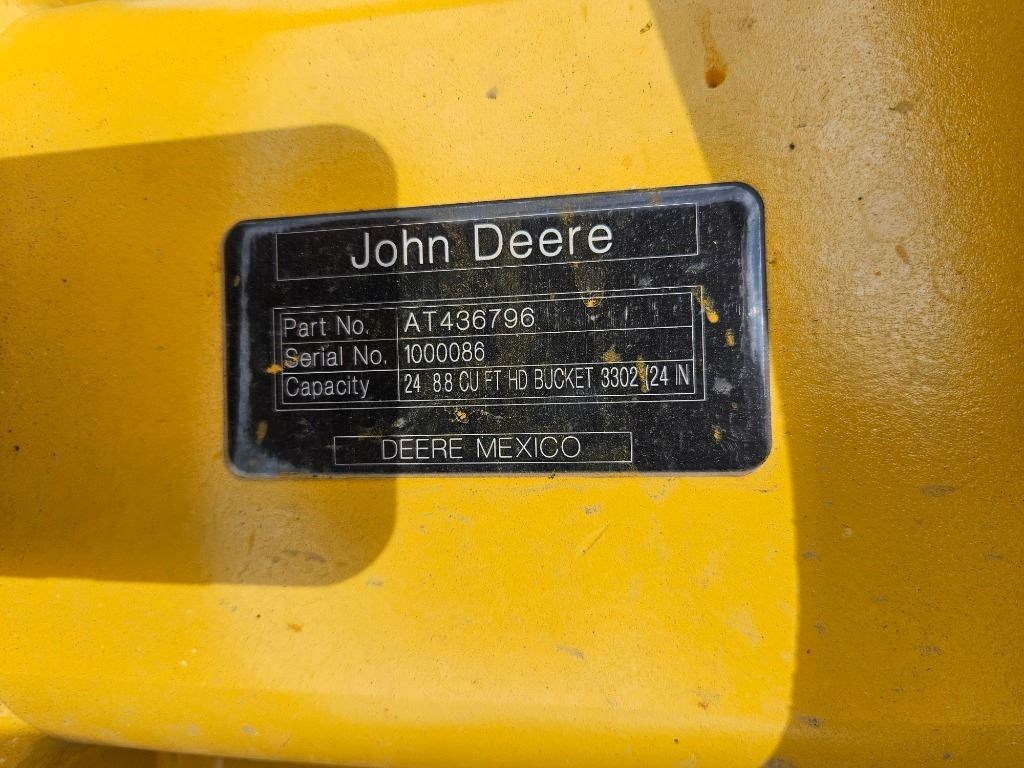 John Deere
Part No. AT436796
Serial No. 1000086
Capacity 24 8.8 CU FT HD BUCKET 3302 (24 IN
DEERE MEXICO